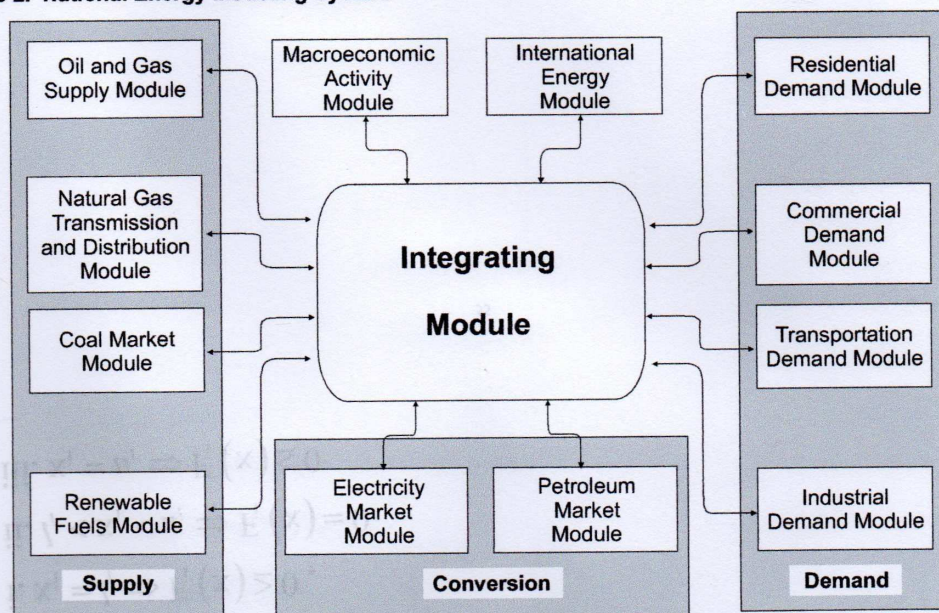 National Energy Modeling System
Oil and Gas
Supply Module
Macroeconomic
Activity
Module
International
Energy
Module
Residential
Demand Module
Natural Gas
Transmission
and Distribution
Module
Commercial
Demand
Module
Integrating
Module
Coal Market
Module
Transportation
Demand Module
Renewable
Fuels Module
Electricity
Market
Module
Petroleum
Market
Module
Industrial
Demand Module
Supply
Conversion
Demand